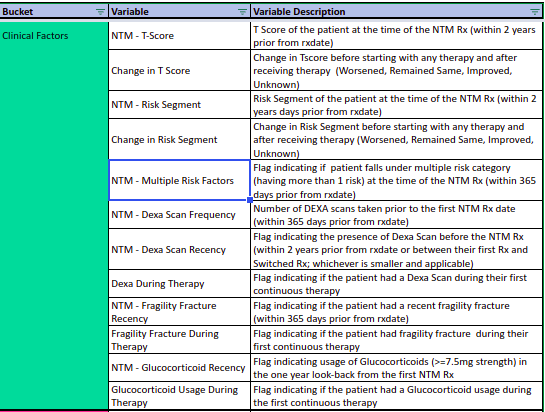 Bucket Variable Variable Description
Clinical Factors
NTM - T-Score
T Score of the patient at the time of the NTM Rx (within 2 years
prior from rxdate)
Change in T Score
Change in Tscore before starting with any therapy and after
receiving therapy (Worsened, Remained Same, Improved,
Unknown)
NTM - Risk Segment
Risk Segment of the patient at the time of the NTM Rx (within 2
years days prior from rxdate)
Change in Risk Segment
Change in Risk Segment before starting with any therapy and
after receiving therapy (Worsened, Remained Same, Improved,
Unknown)
NTM - Multiple Risk Factors
Flag indicating if patient falls under multiple risk category
(having more than 1 risk) at the time of the NTM Rx (within 365
days prior from rxdate)
NTM - Dexa Scan Frequency
Number of DEXA scans taken prior to the first NTM Rx date
(within 365 days prior from rxdate)
NTM - Dexa Scan Recency
Flag indicating the presence of Dexa Scan before the NTM Rx
(within 2 years prior from rxdate or between their first Rx and
Switched Rx; whichever is smaller and applicable)
Dexa During Therapy
Flag indicating if the patient had a Dexa Scan during their first
continuous therapy
NTM - Fragility Fracture
Recency
Flag indicating if the patient had a recent fragility fracture
(within 365 days prior from rxdate)
Fragility Fracture During
Therapy
Flag indicating if the patient had fragility fracture during their
first continuous therapy
NTM - Glucocorticoid Recency
Flag indicating usage of Glucocorticoids (>=7.5mg strength) in
the one year look-back from the first NTM Rx
Glucocorticoid Usage During
Therapy
Flag indicating if the patient had a Glucocorticoid usage during
the first continuous therapy